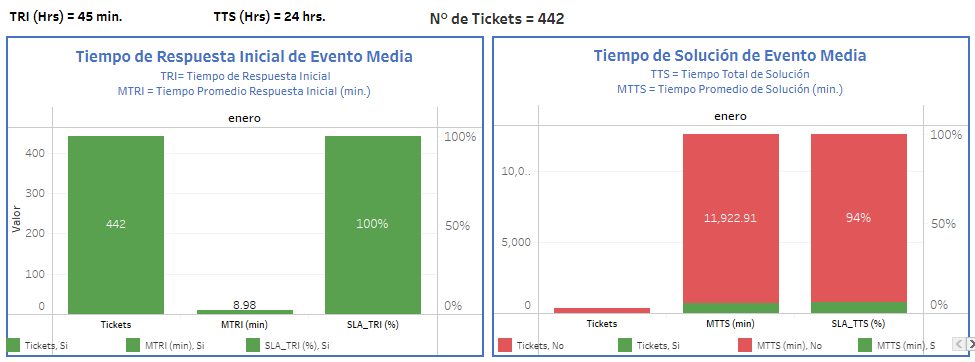 TRI (Hrs) = 45 min.
TTS (Hrs) = 24 hrs.
Nº de Tickets = 442
Tiempo de Respuesta Inicial de Evento Media
TRI= Tiempo de Respuesta Inicial
MTRI = Tiempo Promedio Respuesta Inicial (min.)
enero
Valor
400
300
200
100
0
442
8.98
100%
100%
50%
0%
Tickets
MTRI (min)
SLA_TRI (%)
Tickets, Si
MTRI (min), Si
SLA_TRI (%), Si
Tiempo de Solución de Evento Media
TTS = Tiempo Total de Solución
MTTS = Tiempo Promedio de Solución (min.)
enero
10,0..
5,000
0
11,922.91
94%
100%
50%
0%
Tickets
MTTS (min)
SLA_TTS (%)
Tickets, No
Tickets, Si
MTTS (min), No
MTTS (min), S